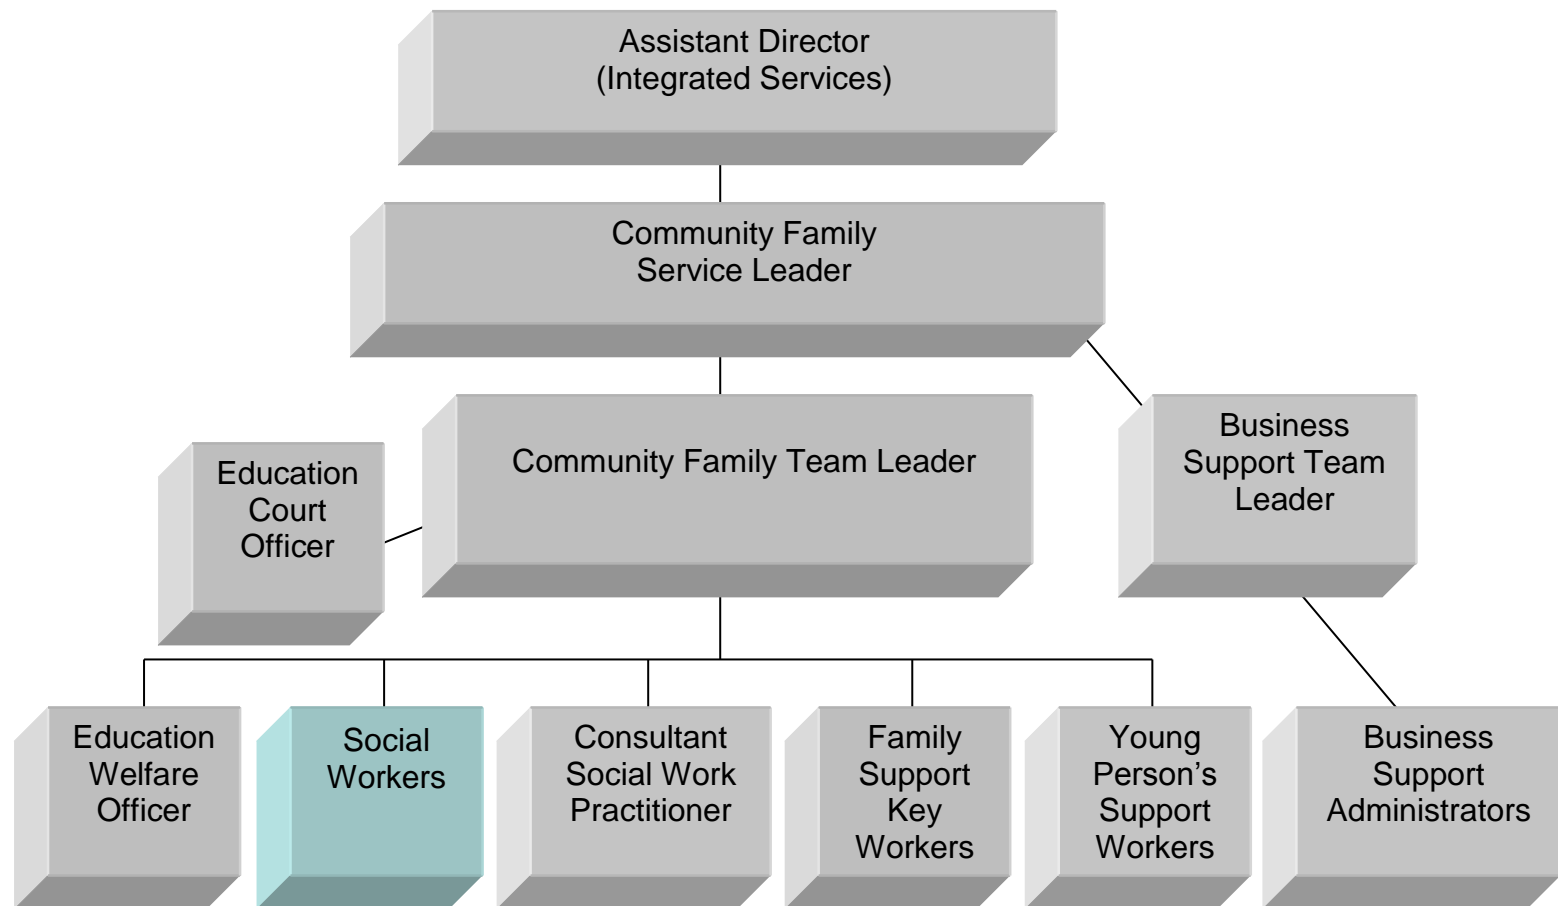 Assistant Director
(Integrated Services)
Community Family
Service Leader
Education
Court
Officer
Community Family Team Leader
Business
Support Team
Leader
Education
Welfare
Officer
Social
Workers
Consultant
Social Work
Practitioner
Family
Support
Key
Workers
Young
Person’s
Support
Workers
Business
Support
Administrators